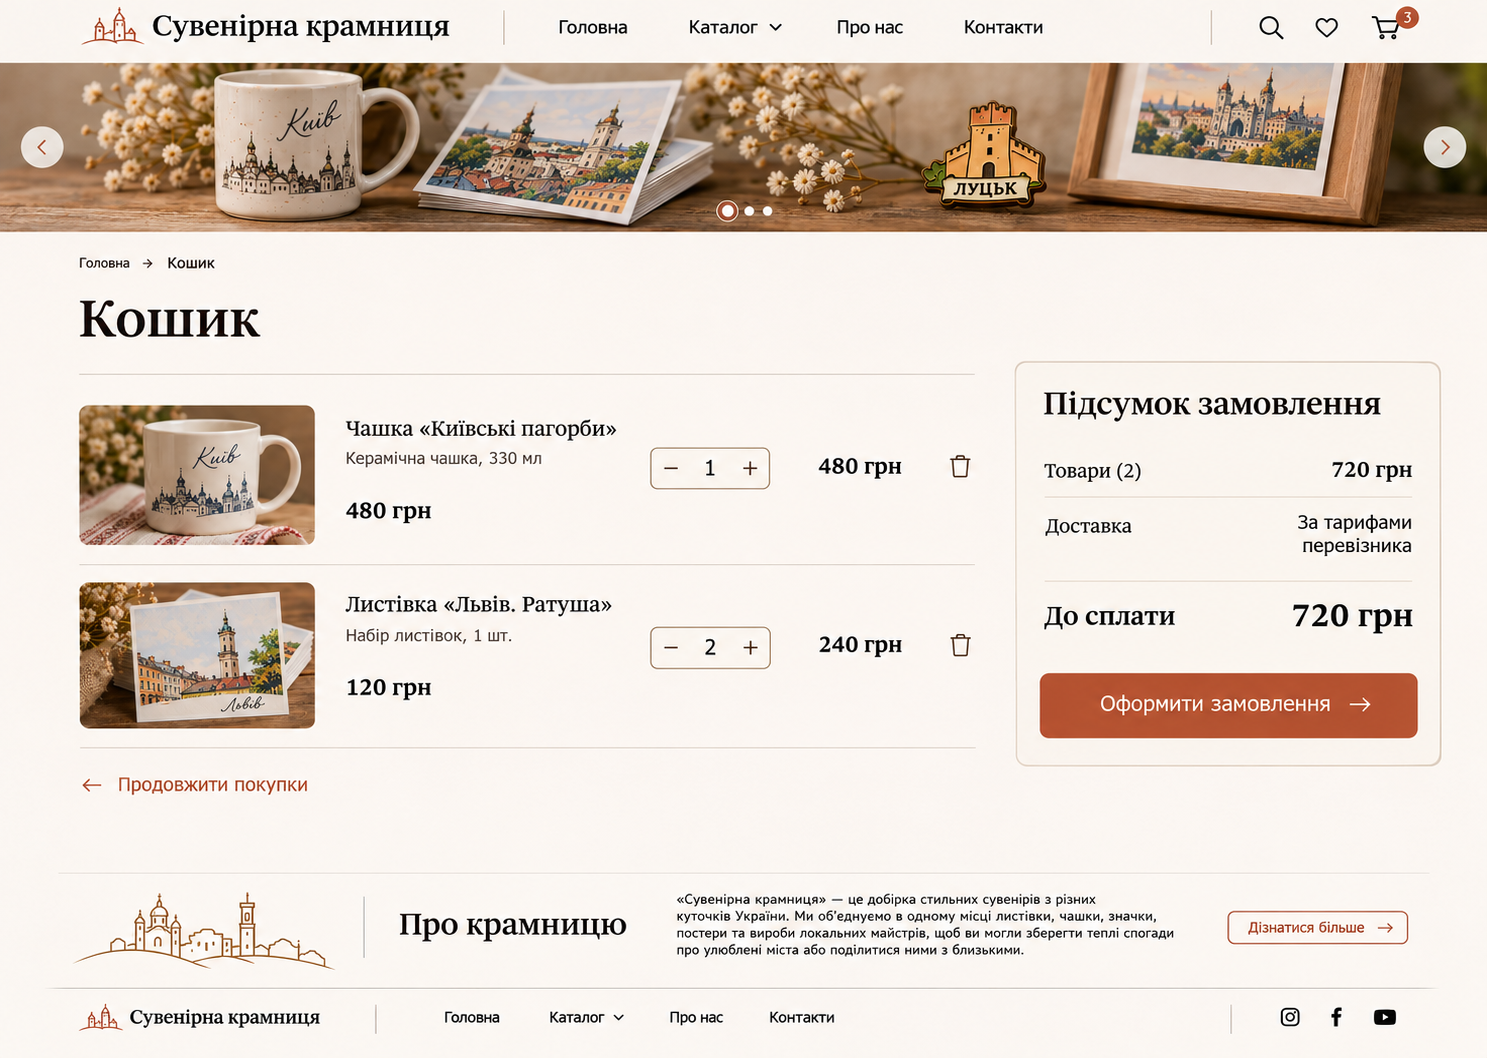 Сувенірна крамниця
Головна
Каталог
Про нас
Контакти
3
Київ
ЛУЦЬК
Головна → Кошик
Кошик
Київ
Чашка «Київські пагорби»
Керамічна чашка, 330 мл
480 грн
− 1 +
480 грн
Львів
Листівка «Львів. Ратуша»
Набір листівок, 1 шт.
120 грн
− 2 +
240 грн
← Продовжити покупки
Підсумок замовлення
Товари (2) 720 грн
Доставка
За тарифами
перевізника
До сплати 720 грн
Оформити замовлення →
Про крамницю
«Сувенірна крамниця» — це добірка стильних сувенірів з різних
куточків України. Ми об'єднуємо в одному місці листівки, чашки, значки,
постери та вироби локальних майстрів, щоб ви могли зберегти теплі спогади
про улюблені міста або поділитися ними з близькими.
Дізнатися більше →
Сувенірна крамниця
Головна
Каталог
Про нас
Контакти